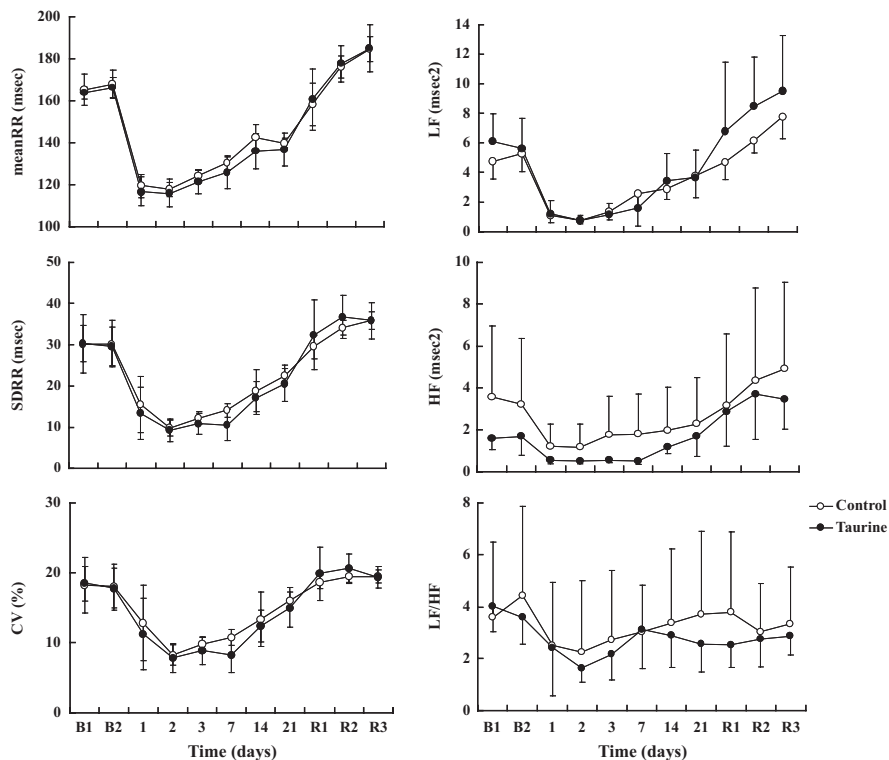 200
180
160
140
120
100
meanRR (msec)
14
12
10
8
6
4
2
0
LF (msec2)
50
40
30
20
10
0
SDRR (msec)
10
8
6
4
2
0
HF (msec2)
30
20
10
0
CV (%)
B1 B2 1 2 3 7 14 21 R1 R2 R3
Time (days)
8
6
4
2
0
LF/HF
B1 B2 1 2 3 7 14 21 R1 R2 R3
Time (days)
Control
Taurine